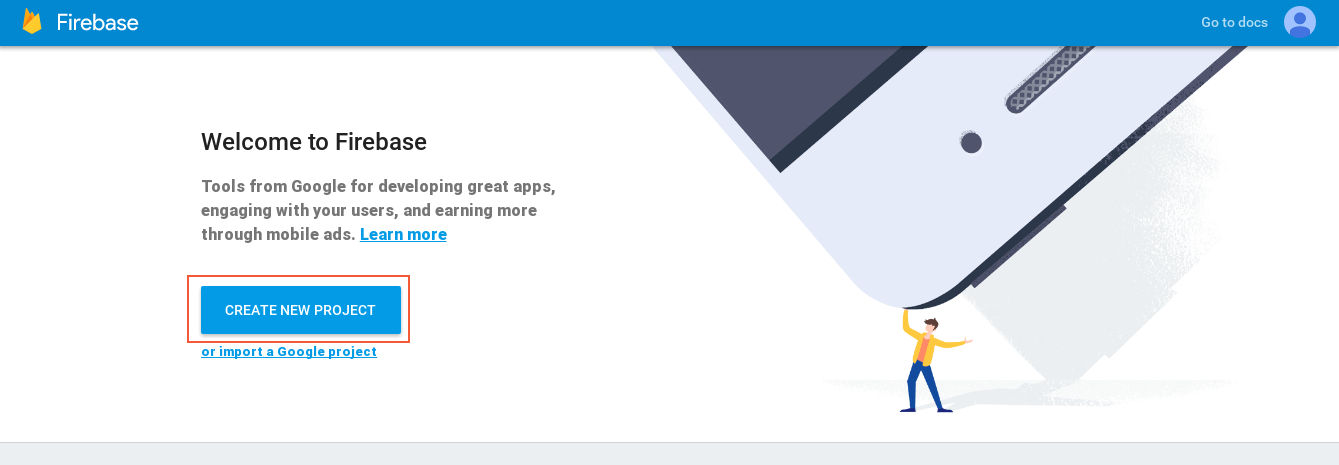 Firebase
Go to docs
Welcome to Firebase
Tools from Google for developing great apps,
engaging with your users, and earning more
through mobile ads. Learn more
CREATE NEW PROJECT
or import a Google project